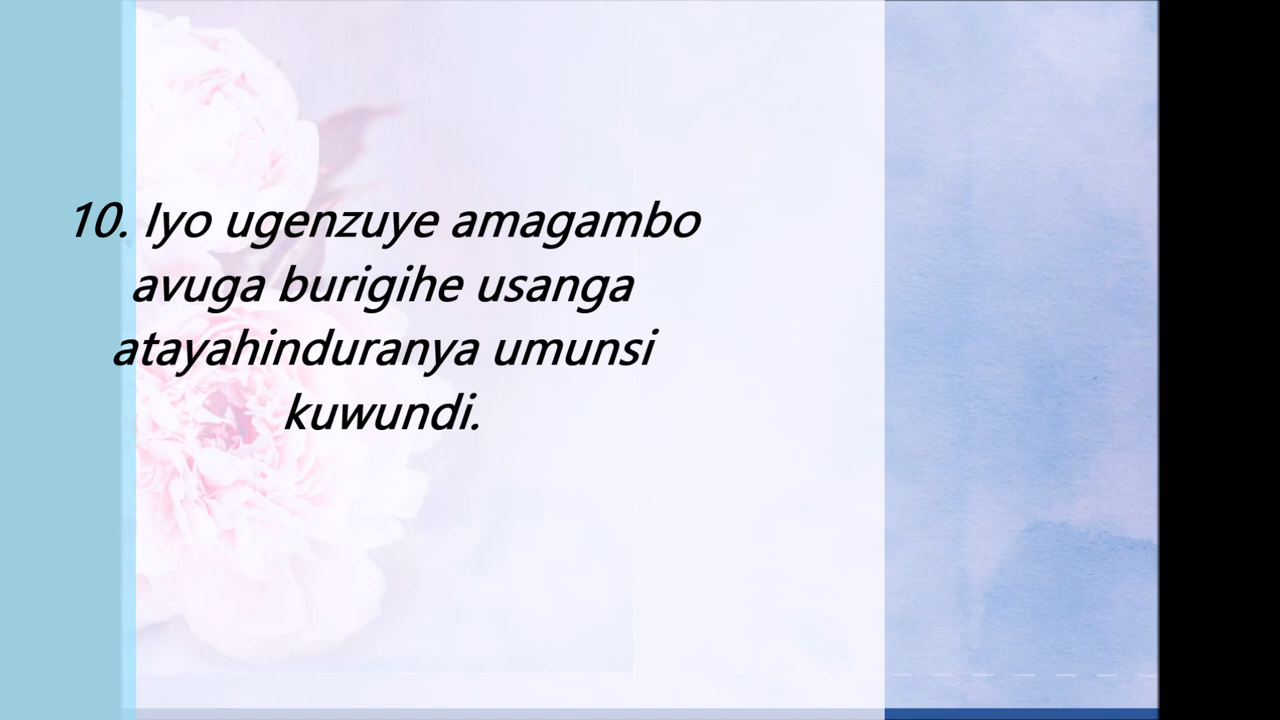 10. Iyo ugenzuye amagambo
avuga burigihe usanga
atayahinduranya umunsi
kuwundi.